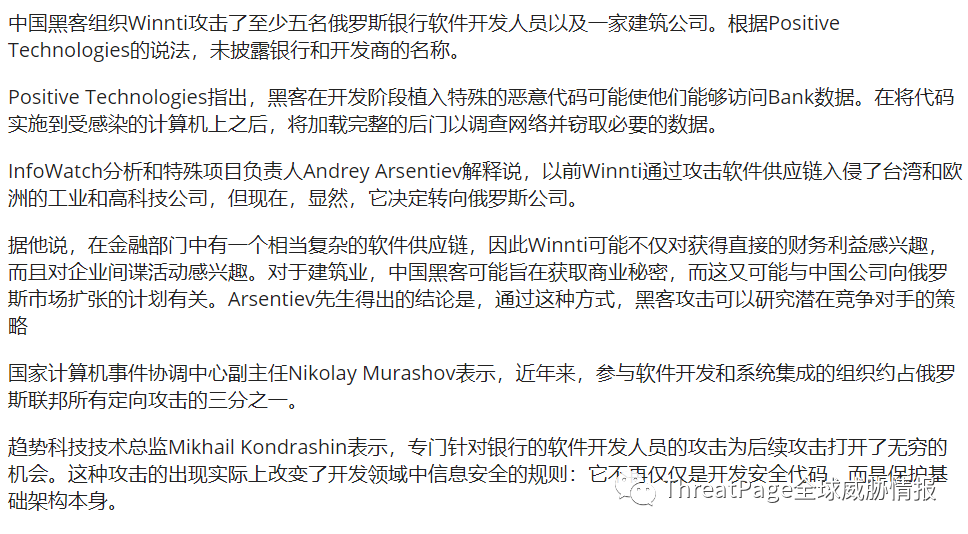 中国黑客组织Winnti攻击了至少五名俄罗斯银行软件开发人员以及一家建筑公司。根据Positive
Technologies的说法，未披露银行和开发商的名称。
Positive Technologies指出，黑客在开发阶段植入特殊的恶意代码可能使他们能够访问Bank数据。在将代码
实施到受感染的计算机上之后，将加载完整的后门以调查网络并窃取必要的数据。
InfoWatch分析和特殊项目负责人Andrey Arsentiev解释说，以前Winnti通过攻击软件供应链入侵了台湾和欧
洲的工业和高科技公司，但现在，显然，它决定转向俄罗斯公司。
据他说，在金融部门中有一个相当复杂的软件供应链，因此Winnti可能不仅对获得直接的财务利益感兴趣，
而且对企业间谍活动感兴趣。对于建筑业，中国黑客可能旨在获取商业秘密，而这又可能与中国公司向俄罗
斯市场扩张的计划有关。Arsentiev先生得出的结论是，通过这种方式，黑客攻击可以研究潜在竞争对手的策
略
国家计算机事件协调中心副主任Nikolay Murashov表示，近年来，参与软件开发和系统集成的组织约占俄罗
斯联邦所有定向攻击的三分之一。
趋势科技技术总监Mikhail Kondrashin表示，专门针对银行的软件开发人员的攻击为后续攻击打开了无穷的
机会。这种攻击的出现实际上改变了开发领域中信息安全的规则：它不再仅仅是开发安全代码，而是保护基
础架构本身。
ThreatPage全球威胁情报